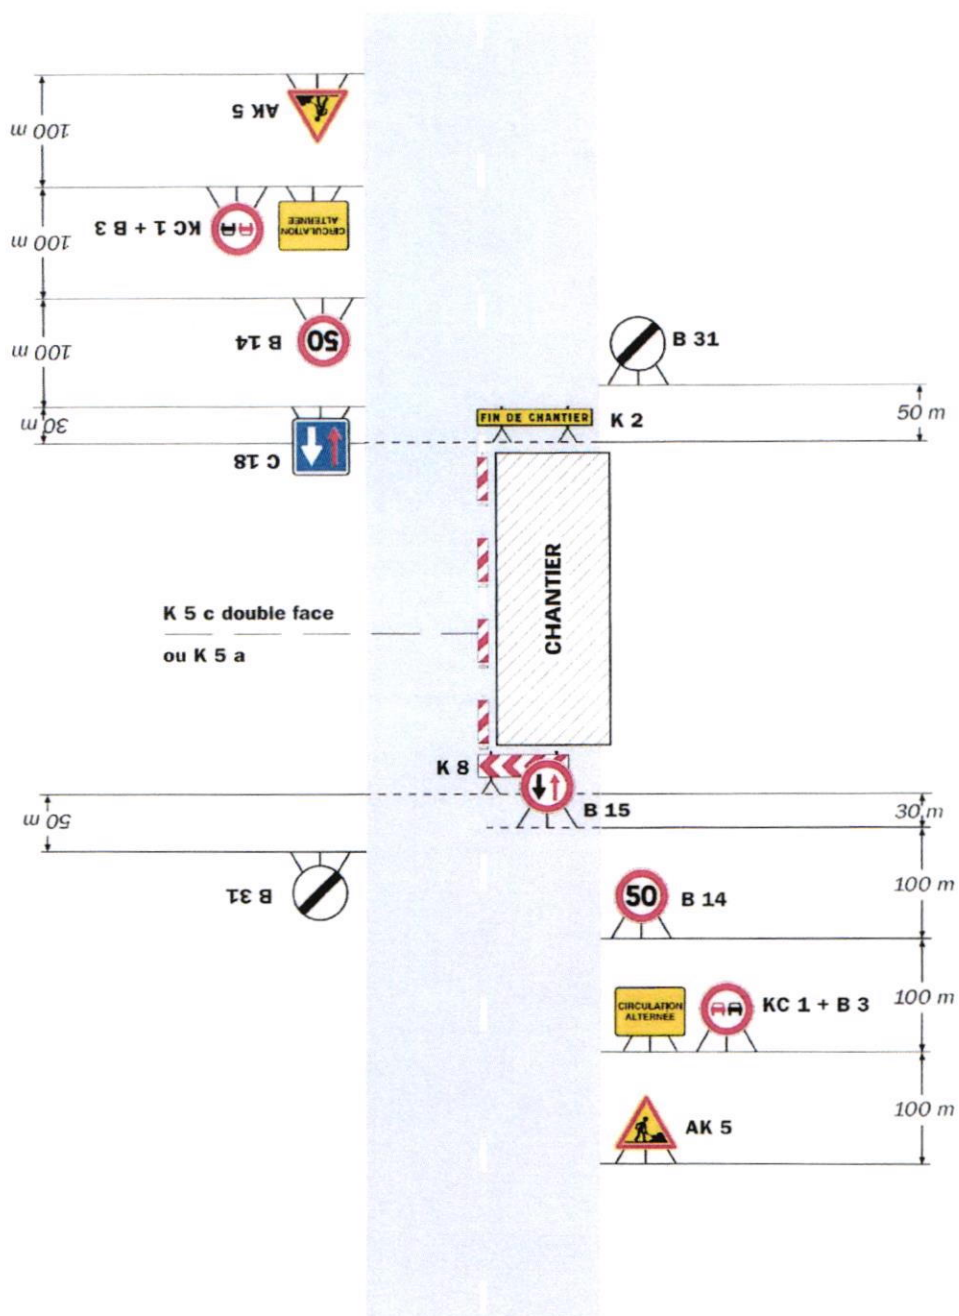 AK 5
100 m
CIRCULATION
ALTERNÉE
KC 1 + B 3
100 m
50
B 14
100 m
C 18
30 m
B 31
FIN DE CHANTIER
K 2
50 m
CHANTIER
K 5 c double face
ou K 5 a
K 8
B 15
30 m
50 m
B 31
50
B 14
100 m
CIRCULATION
ALTERNÉE
KC 1 + B 3
100 m
AK 5
100 m